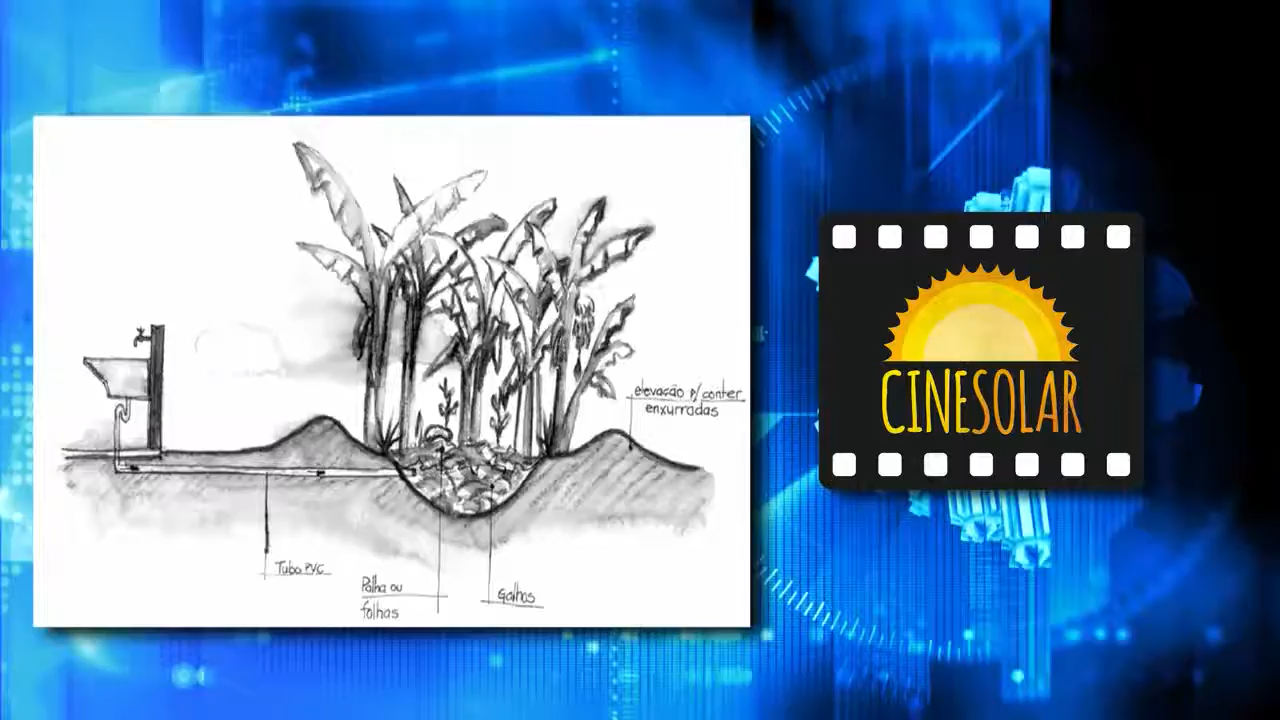 elevação p/ conter
enxurradas
Tubo PVC
Palha ou
folhas
Galhos
CINESOLAR